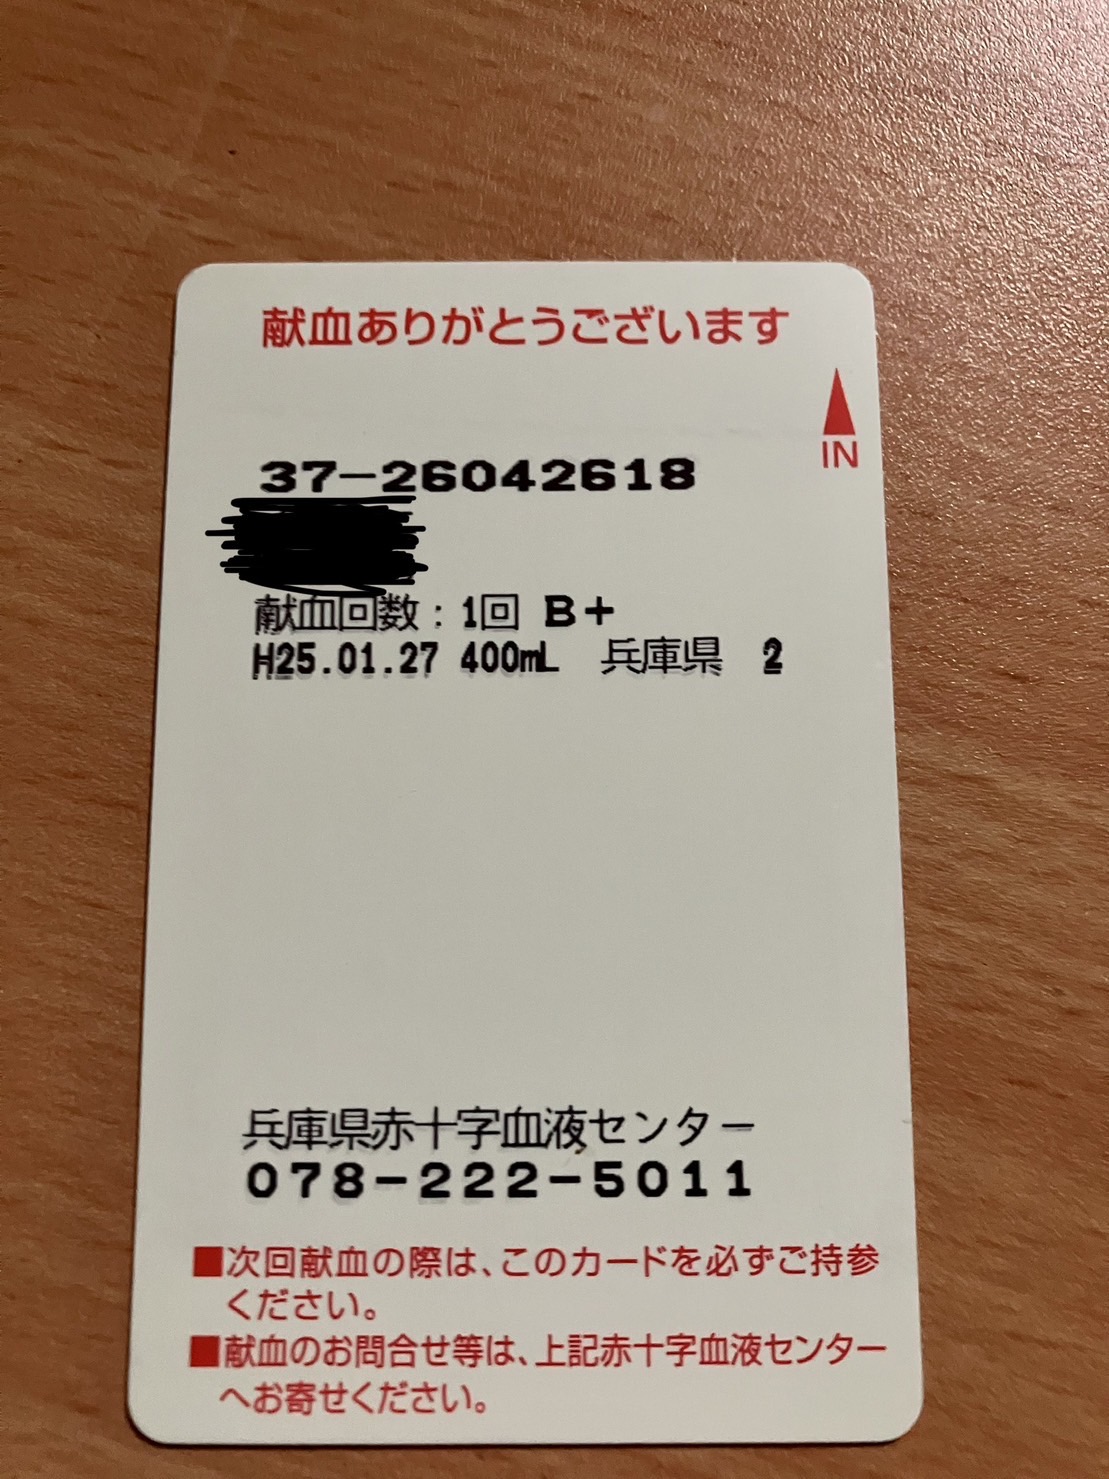 献血ありがとうございます
IN
37-26042618
献血回数：1回 B+
H25.01.27 400mL 兵庫県 2
兵庫県赤十字血液センター
078-222-5011
■次回献血の際は、このカードを必ずご持参
ください。
■献血のお問合せ等は、上記赤十字血液センター
へお寄せください。